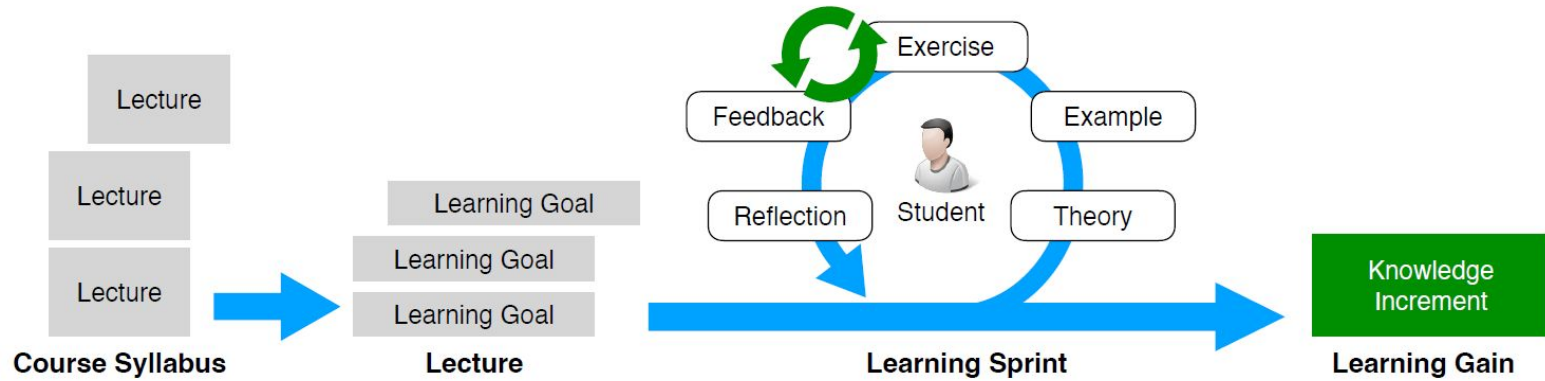 Lecture
Lecture
Lecture
Course Syllabus
Learning Goal
Learning Goal
Learning Goal
Lecture
Exercise
Feedback
Example
Reflection
Student
Theory
Learning Sprint
Knowledge
Increment
Learning Gain